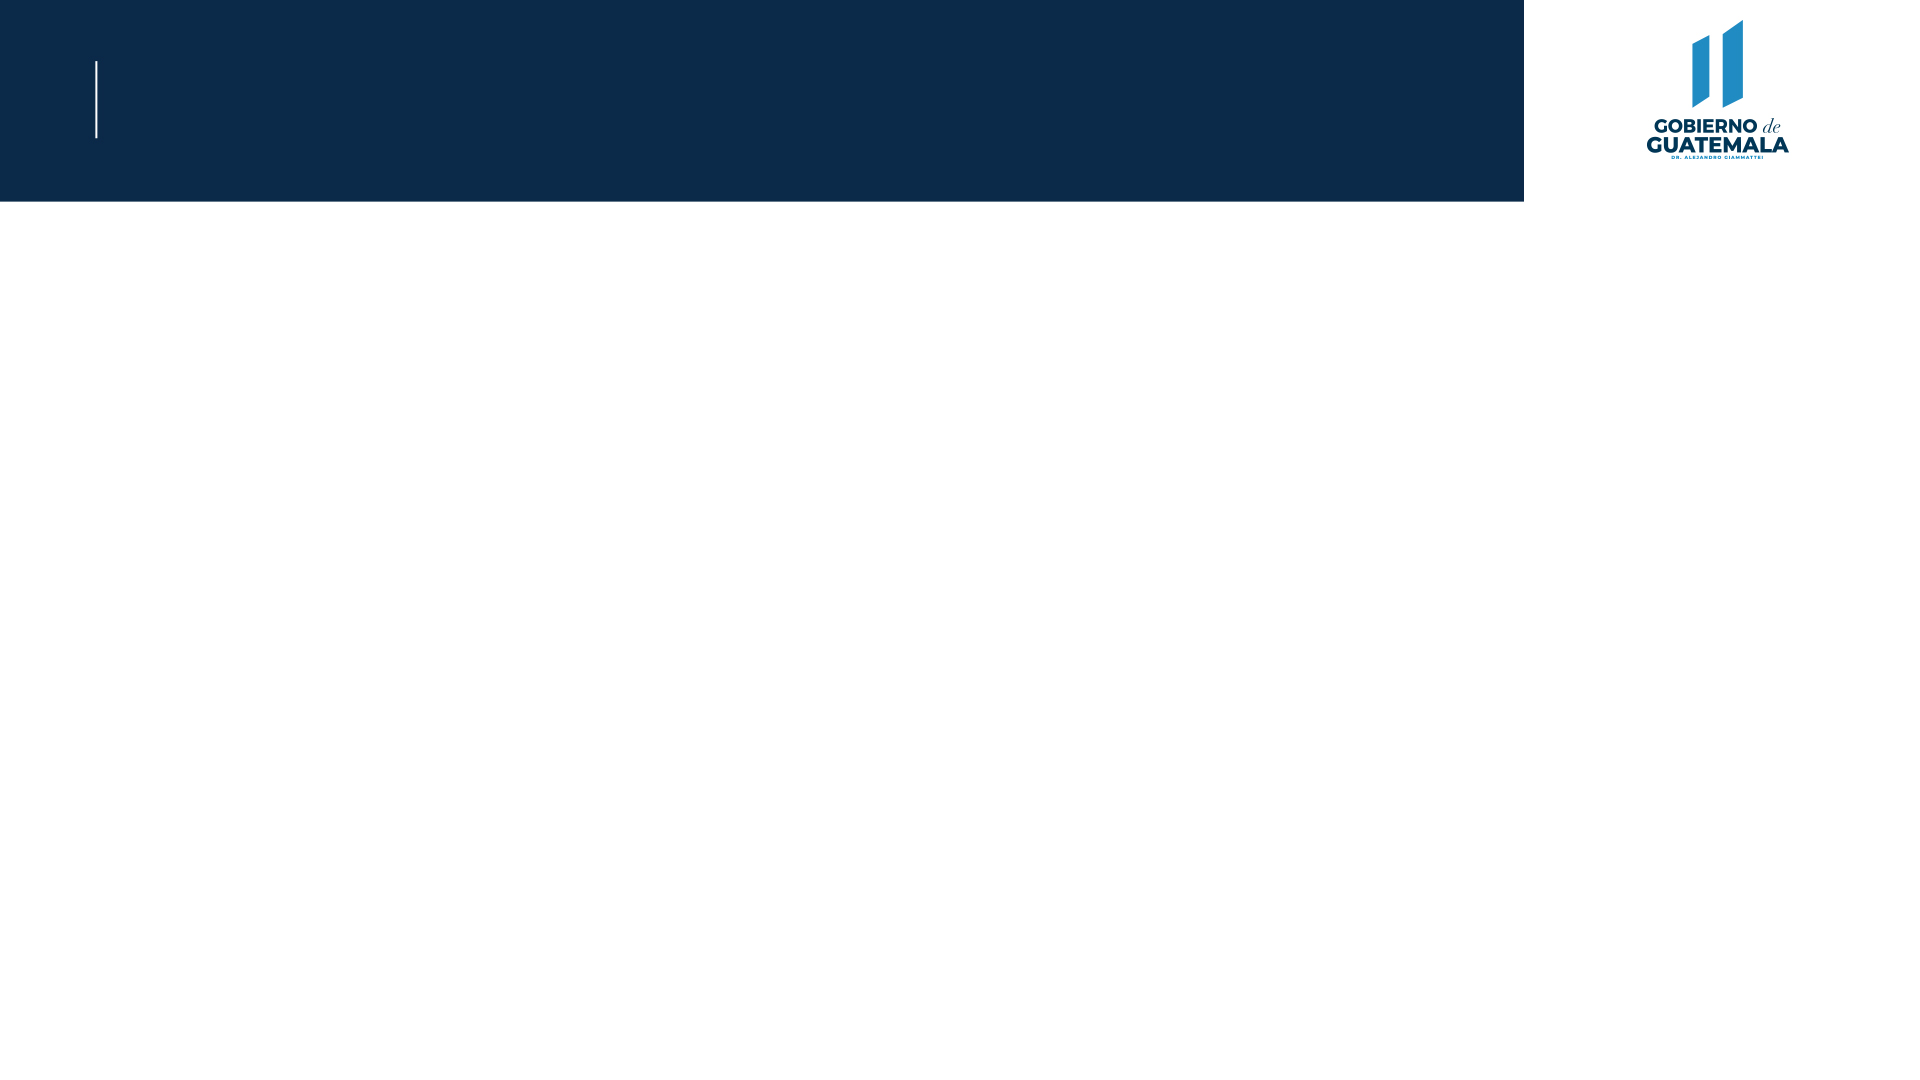 GOBIERNO de
GUATEMALA
DR. ALEJANDRO GIAMMATTEI